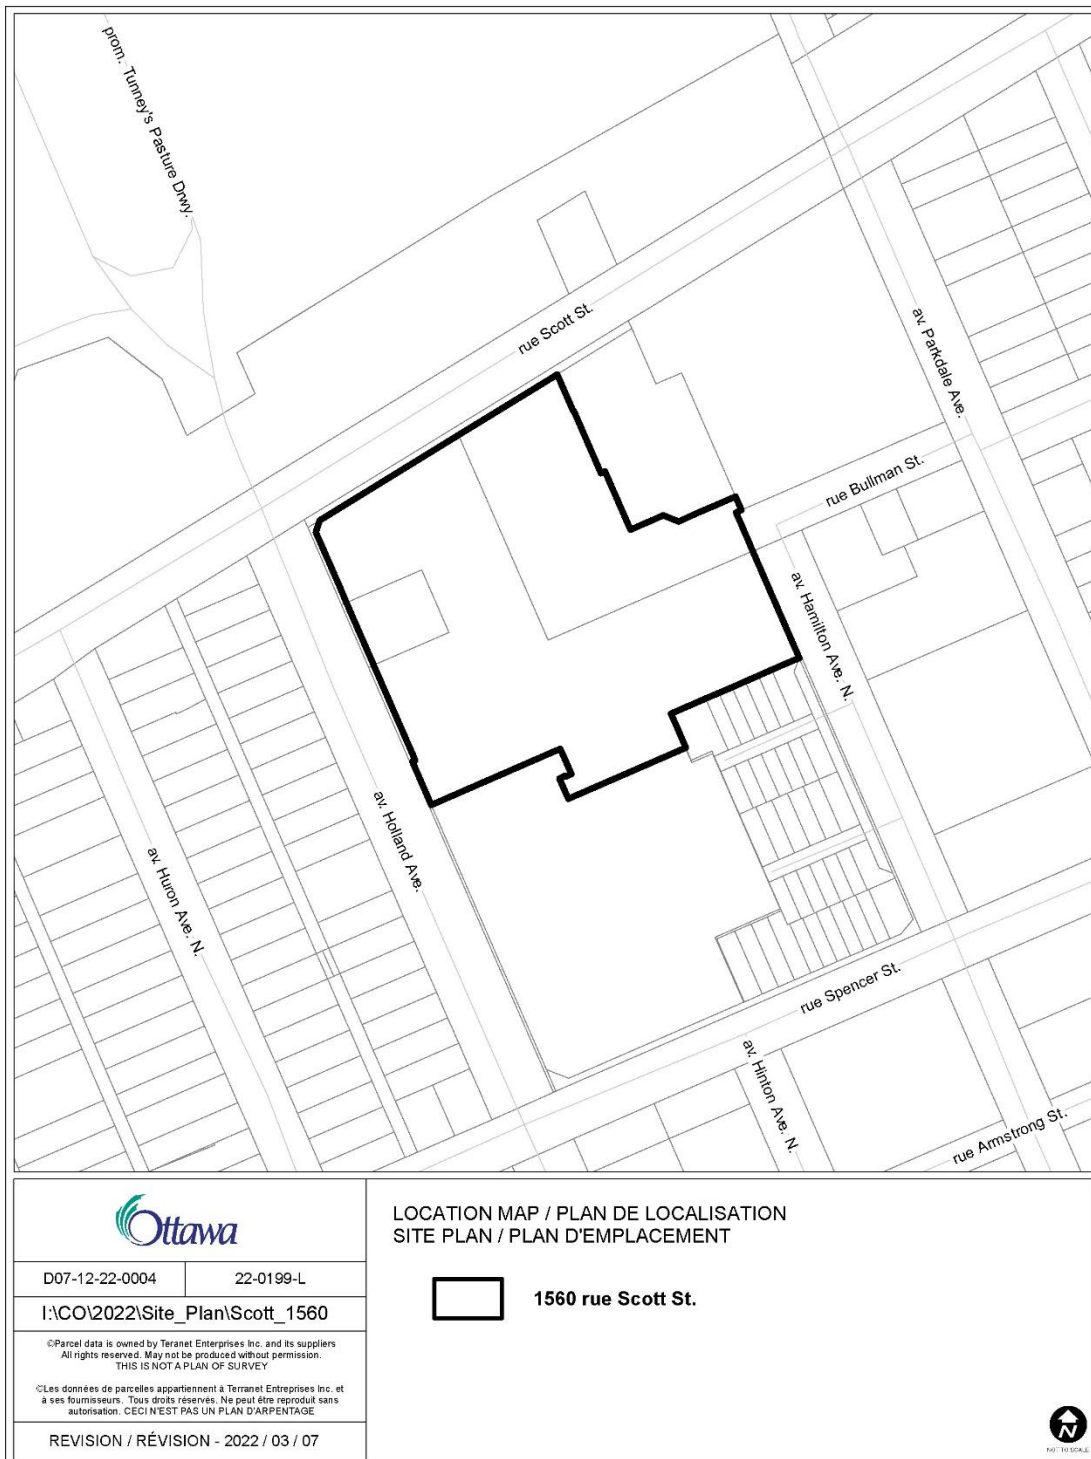 prom. Tunney's Pasture Drwy.
rue Scott St.
av. Parkdale Ave.
rue Bullman St.
av. Hamilton Ave. N.
av. Holland Ave.
av. Huron Ave. N.
rue Spencer St.
av. Hinton Ave. N.
rue Armstrong St.
Ottawa
D07-12-22-0004
22-0199-L
I:\CO\2022\Site_Plan\Scott_1560
©Parcel data is owned by Teranet Enterprises Inc. and its suppliers
All rights reserved. May not be produced without permission.
THIS IS NOT A PLAN OF SURVEY
©Les données de parcelles appartiennent à Terranet Entreprises Inc. et
à ses fournisseurs. Tous droits réservés. Ne peut être reproduit sans
autorisation. CECI N'EST PAS UN PLAN D'ARPENTAGE
REVISION / RÉVISION - 2022 / 03 / 07
LOCATION MAP / PLAN DE LOCALISATION
SITE PLAN / PLAN D'EMPLACEMENT
1560 rue Scott St.
N
NOT TO SCALE